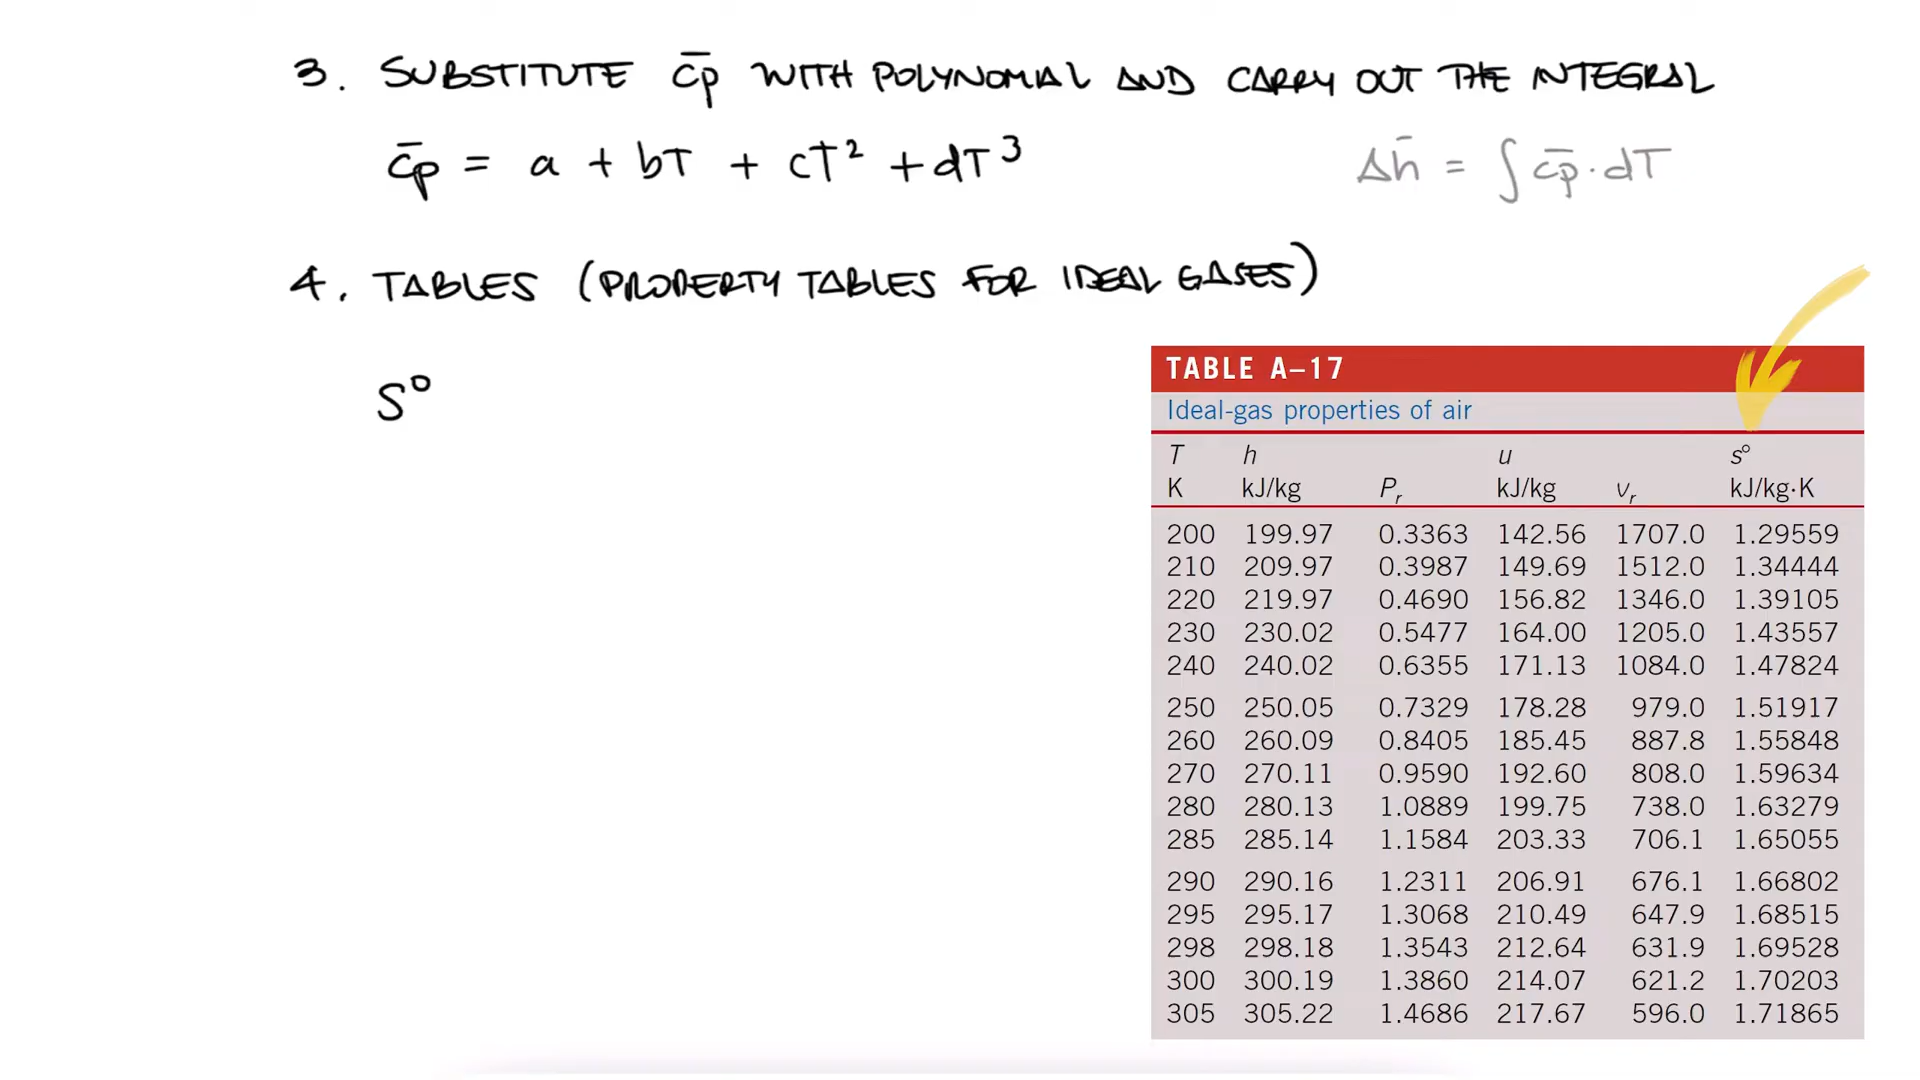 3. SUBSTITUTE c̄p WITH POLYNOMIAL AND CARRY OUT THE INTEGRAL
c̄p = a + bT + cT² + dT³
Δh̄ = ∫ c̄p · dT
4. TABLES (PROPERTY TABLES FOR IDEAL GASES)
S°
TABLE A–17
Ideal-gas properties of air
T h u s°
K kJ/kg Pr kJ/kg vr kJ/kg·K
200 199.97 0.3363 142.56 1707.0 1.29559
210 209.97 0.3987 149.69 1512.0 1.34444
220 219.97 0.4690 156.82 1346.0 1.39105
230 230.02 0.5477 164.00 1205.0 1.43557
240 240.02 0.6355 171.13 1084.0 1.47824
250 250.05 0.7329 178.28 979.0 1.51917
260 260.09 0.8405 185.45 887.8 1.55848
270 270.11 0.9590 192.60 808.0 1.59634
280 280.13 1.0889 199.75 738.0 1.63279
285 285.14 1.1584 203.33 706.1 1.65055
290 290.16 1.2311 206.91 676.1 1.66802
295 295.17 1.3068 210.49 647.9 1.68515
298 298.18 1.3543 212.64 631.9 1.69528
300 300.19 1.3860 214.07 621.2 1.70203
305 305.22 1.4686 217.67 596.0 1.71865